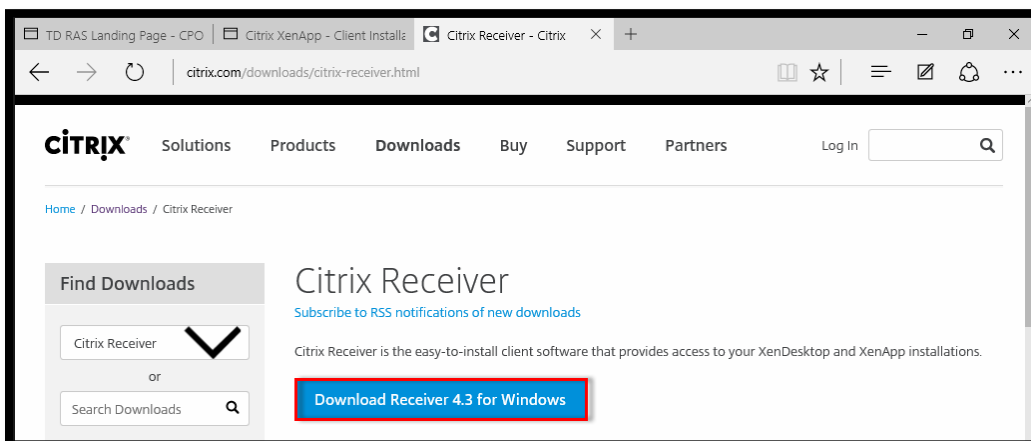 TD RAS Landing Page - CPO Citrix XenApp - Client Installa Citrix Receiver - Citrix
citrix.com/downloads/citrix-receiver.html
CİTRIX® Solutions Products Downloads Buy Support Partners Log In
Home / Downloads / Citrix Receiver
Find Downloads
Citrix Receiver
or
Search Downloads
Citrix Receiver
Subscribe to RSS notifications of new downloads
Citrix Receiver is the easy-to-install client software that provides access to your XenDesktop and XenApp installations.
Download Receiver 4.3 for Windows